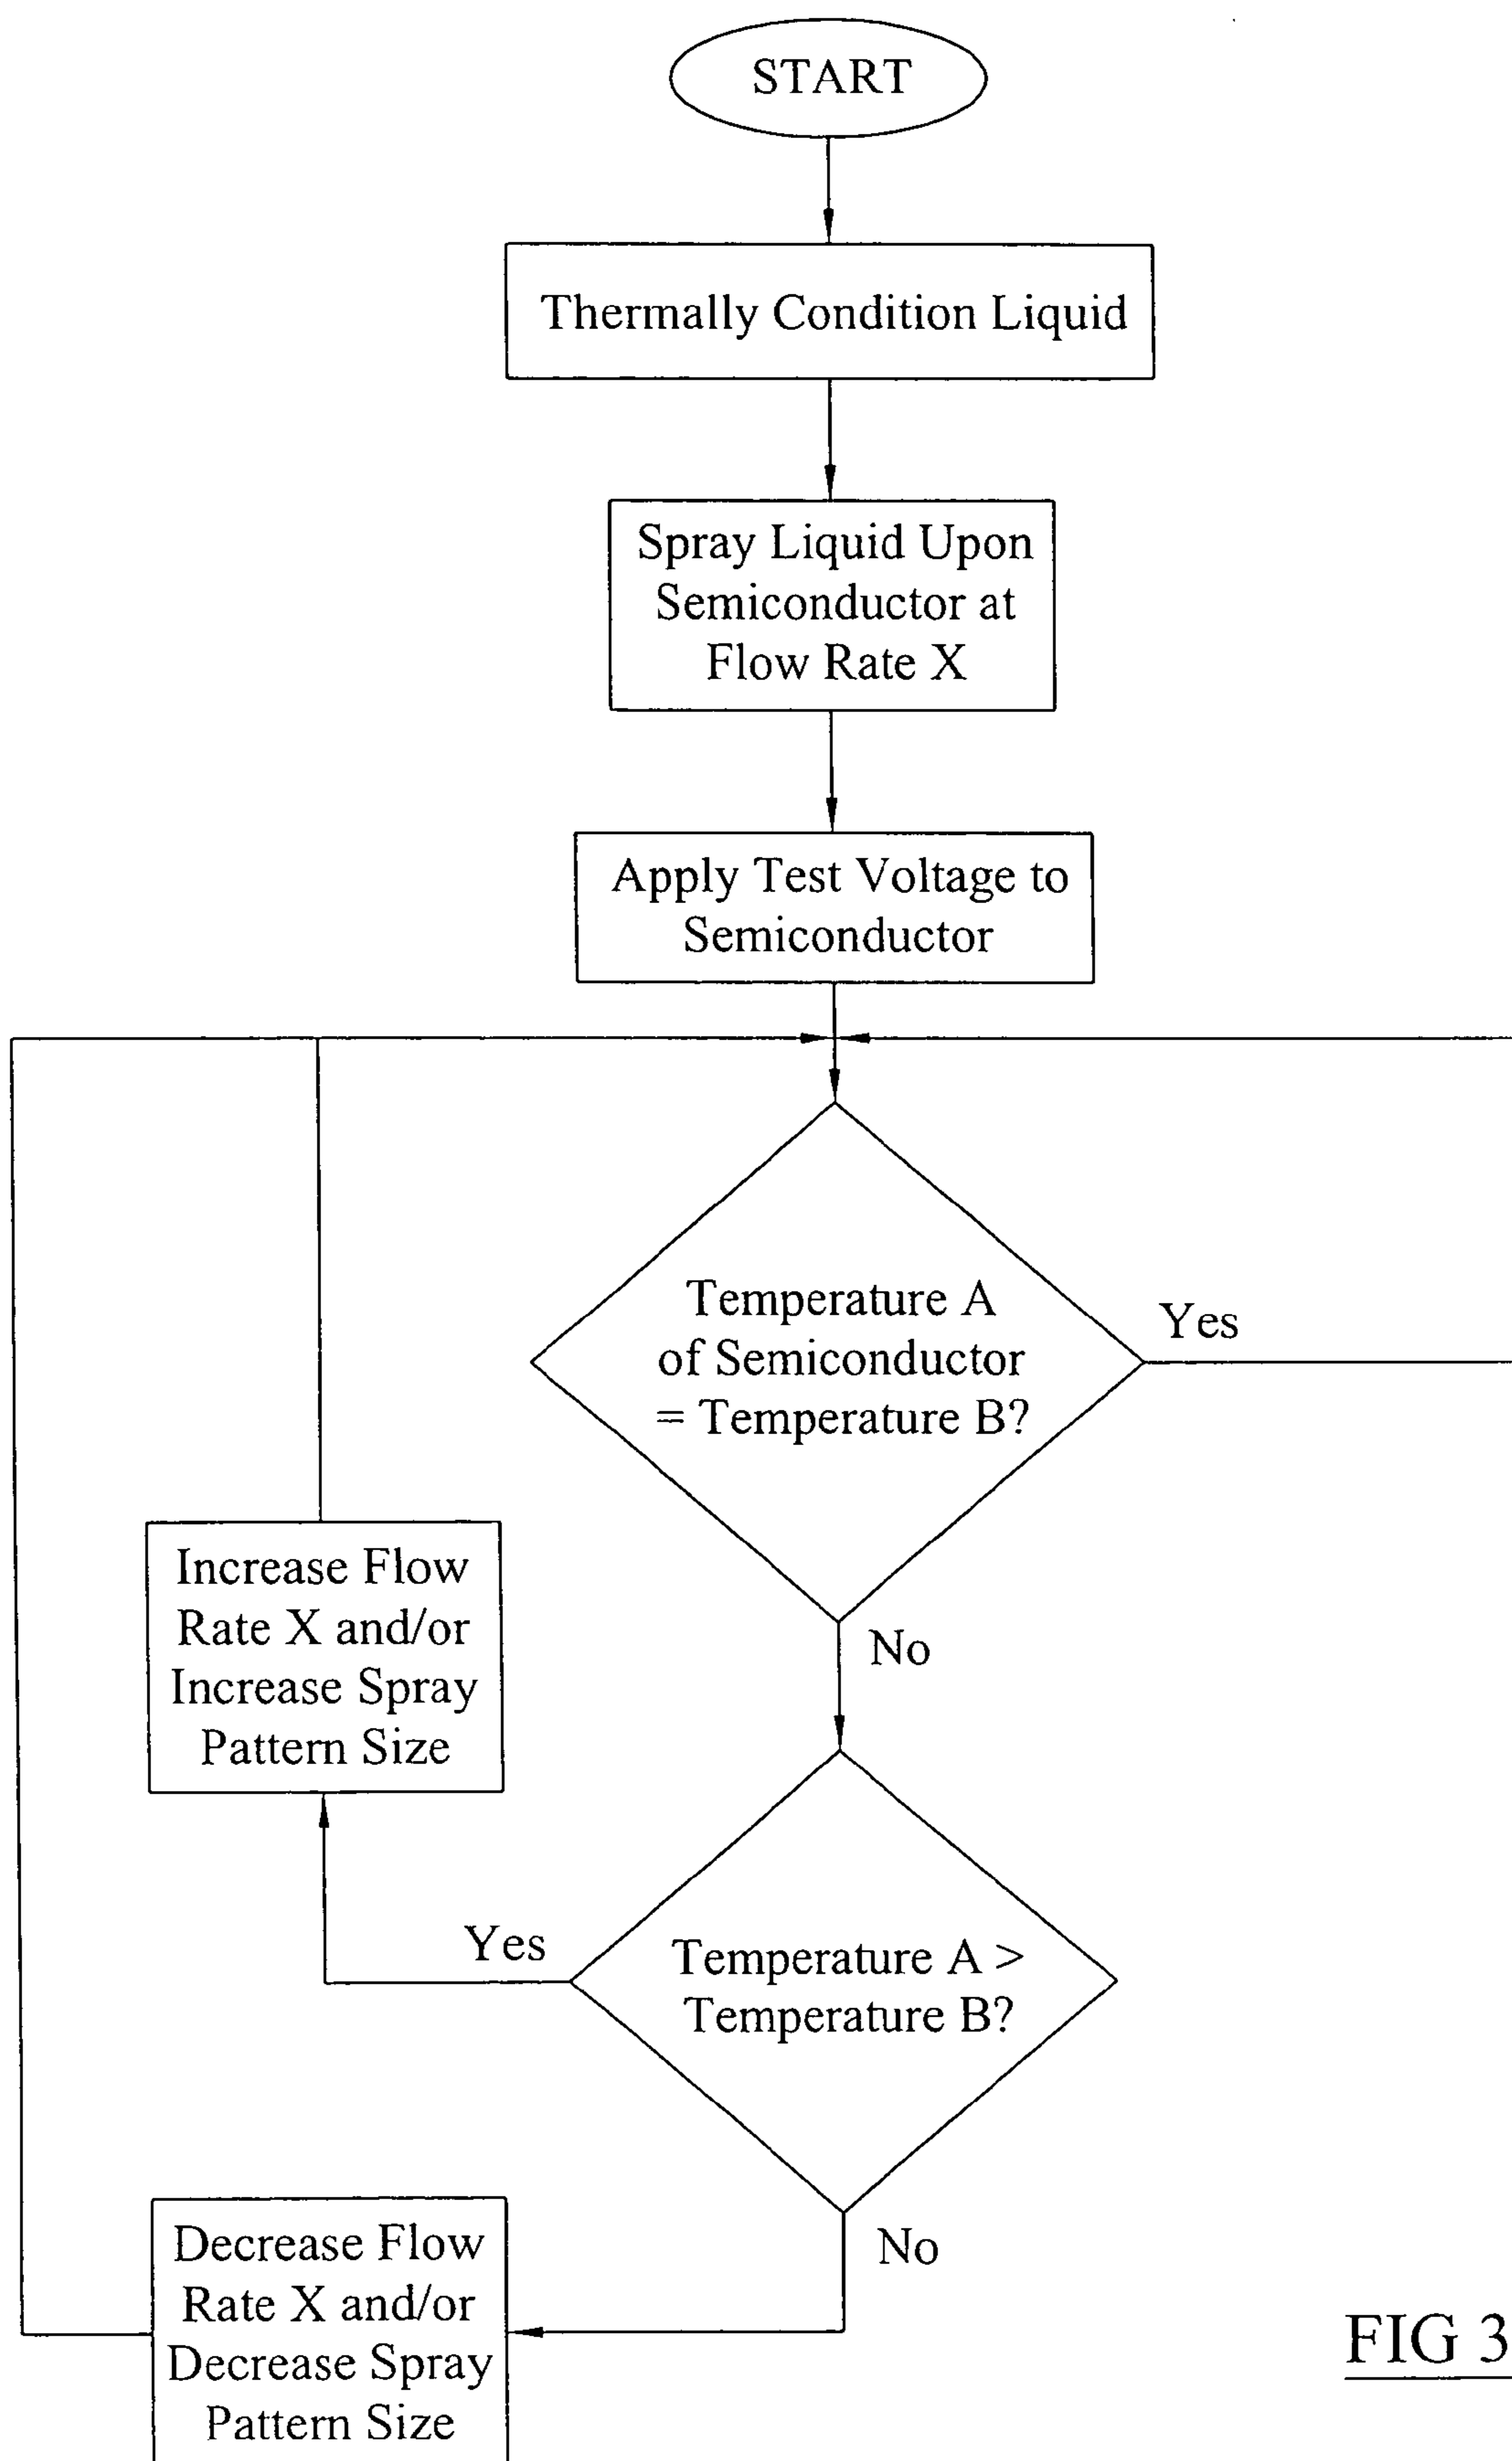 START
Thermally Condition Liquid
Spray Liquid Upon
Semiconductor at
Flow Rate X
Apply Test Voltage to
Semiconductor
Temperature A
of Semiconductor
= Temperature B?
Yes
No
Increase Flow
Rate X and/or
Increase Spray
Pattern Size
Temperature A >
Temperature B?
Yes
No
Decrease Flow
Rate X and/or
Decrease Spray
Pattern Size
FIG 3